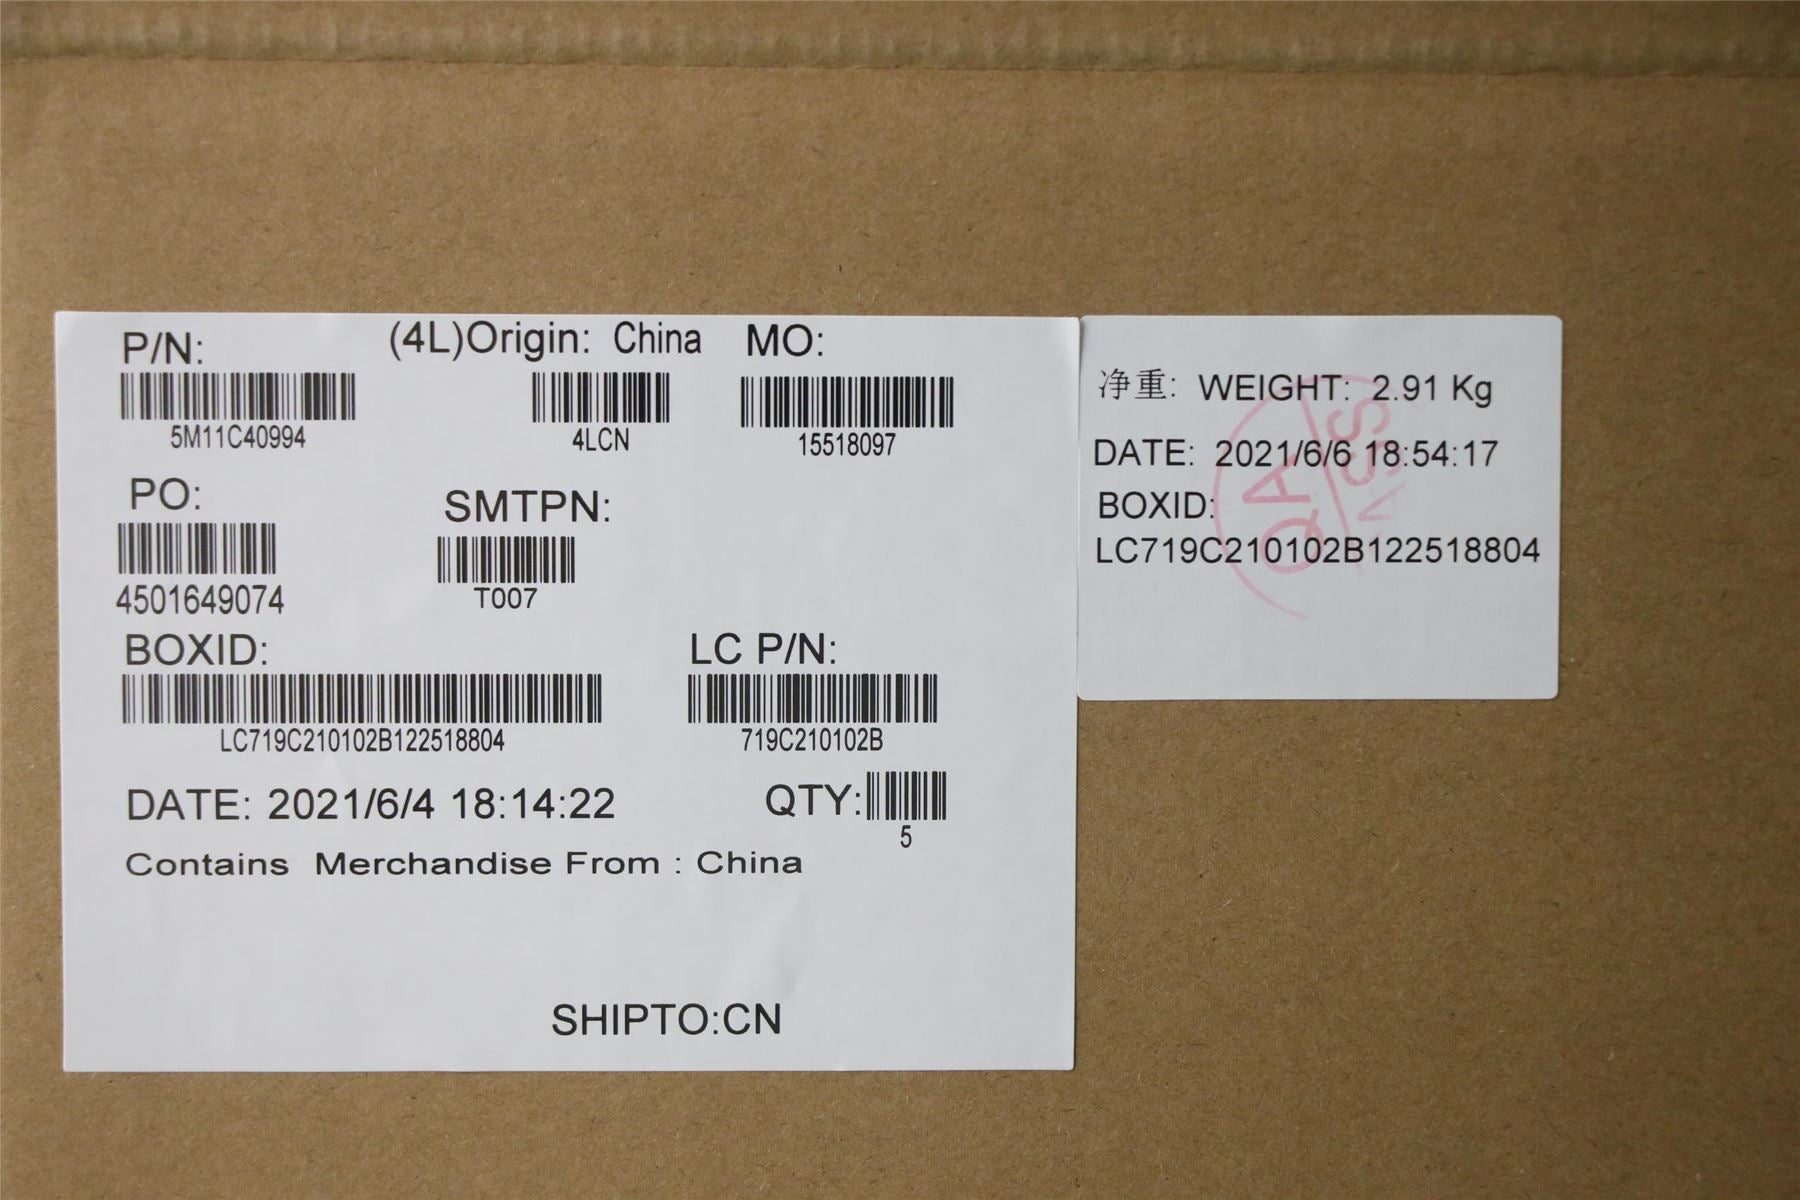 P/N:
(4L)Origin: China
MO:
5M11C40994
4LCN
15518097
PO:
SMTPN:
4501649074
T007
BOXID:
LC P/N:
LC719C210102B122518804
719C210102B
DATE: 2021/6/4 18:14:22
QTY:
5
Contains Merchandise From : China
SHIPTO:CN
净重: WEIGHT: 2.91 Kg
DATE: 2021/6/6 18:54:17
BOXID:
LC719C210102B122518804
QA